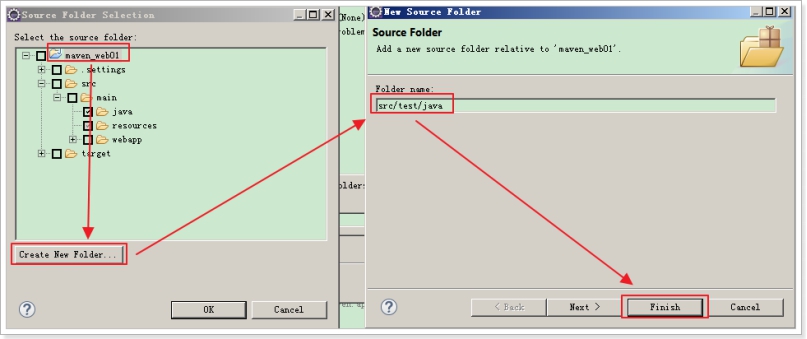 Source Folder Selection
Select the source folder:
maven_web01
.settings
src
main
java
resources
webapp
target
Create New Folder...
OK
Cancel
(None)
roblem
olders
New Source Folder
Source Folder
Add a new source folder relative to 'maven_web01'.
Folder name:
src/test/java
< Back
Next >
Finish
Cancel